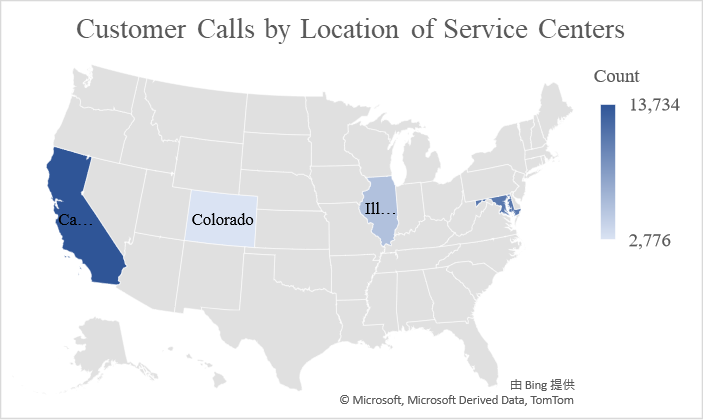 Customer Calls by Location of Service Centers
Count
13,734
2,776
Ca...
Colorado
Ill...
由 Bing 提供
© Microsoft, Microsoft Derived Data, TomTom